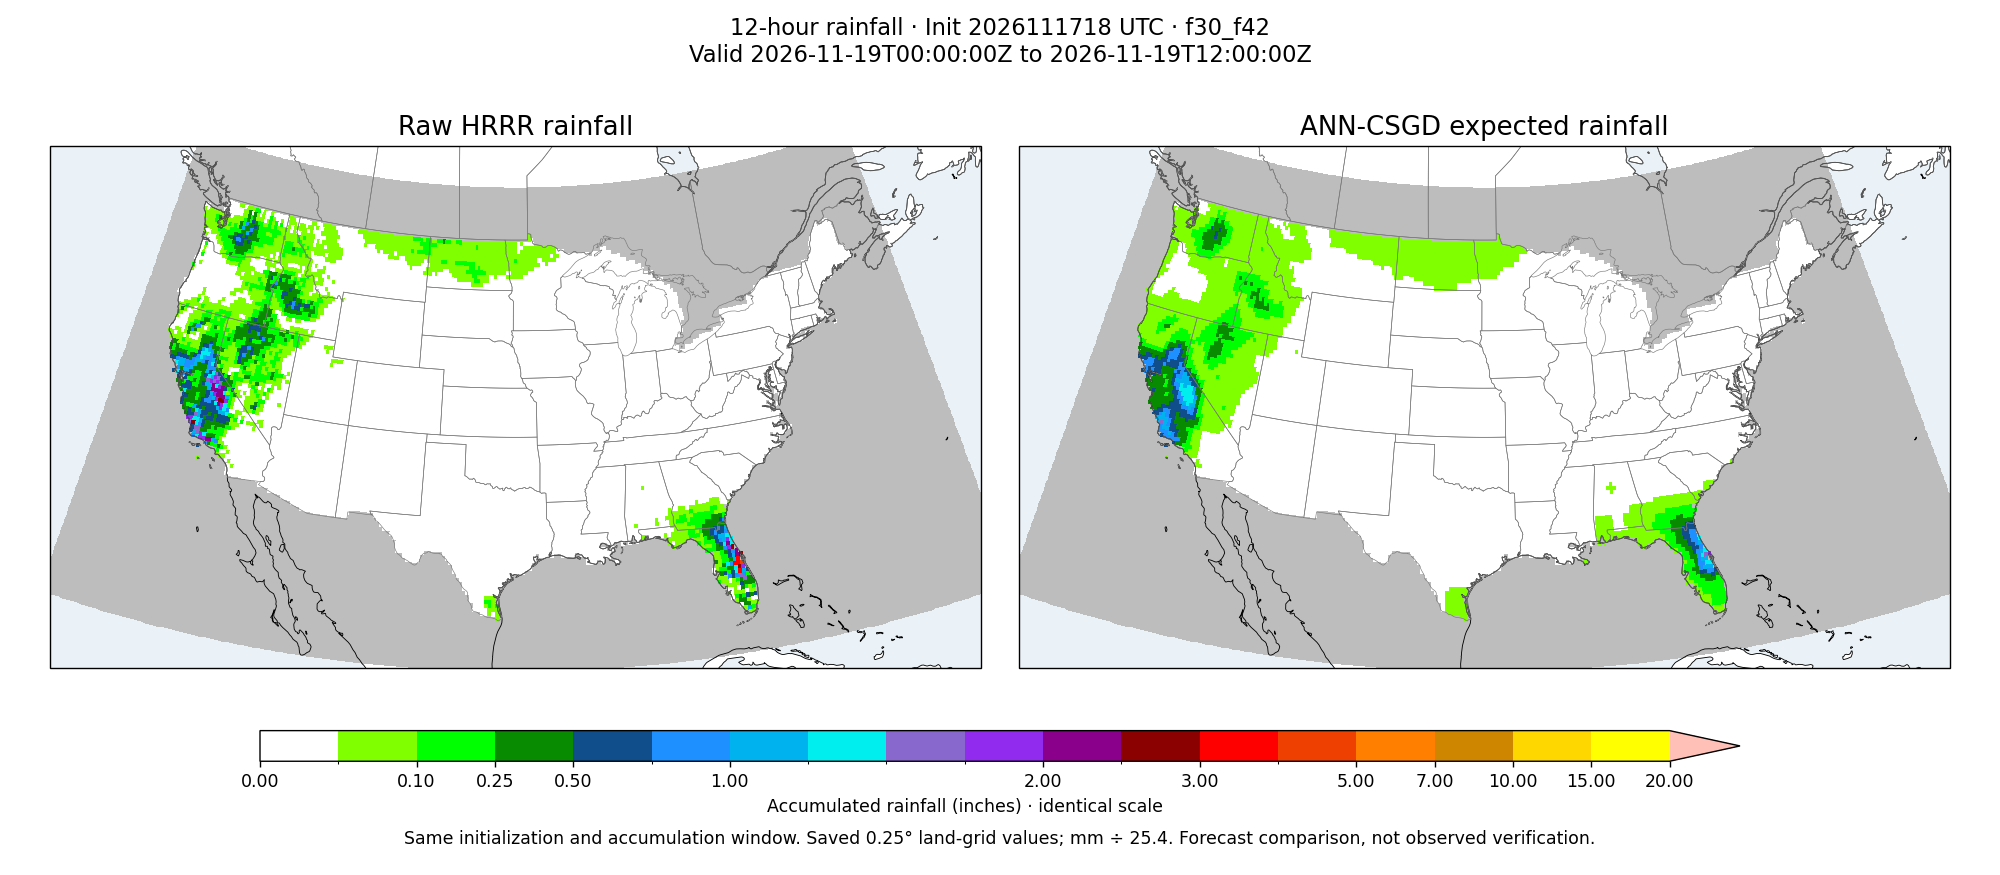 12-hour rainfall · Init 2026111718 UTC · f30_f42
Valid 2026-11-19T00:00:00Z to 2026-11-19T12:00:00Z
Raw HRRR rainfall
ANN-CSGD expected rainfall
0.00 0.10 0.25 0.50 1.00 2.00 3.00 5.00 7.00 10.00 15.00 20.00
Accumulated rainfall (inches) · identical scale
Same initialization and accumulation window. Saved 0.25° land-grid values; mm ÷ 25.4. Forecast comparison, not observed verification.